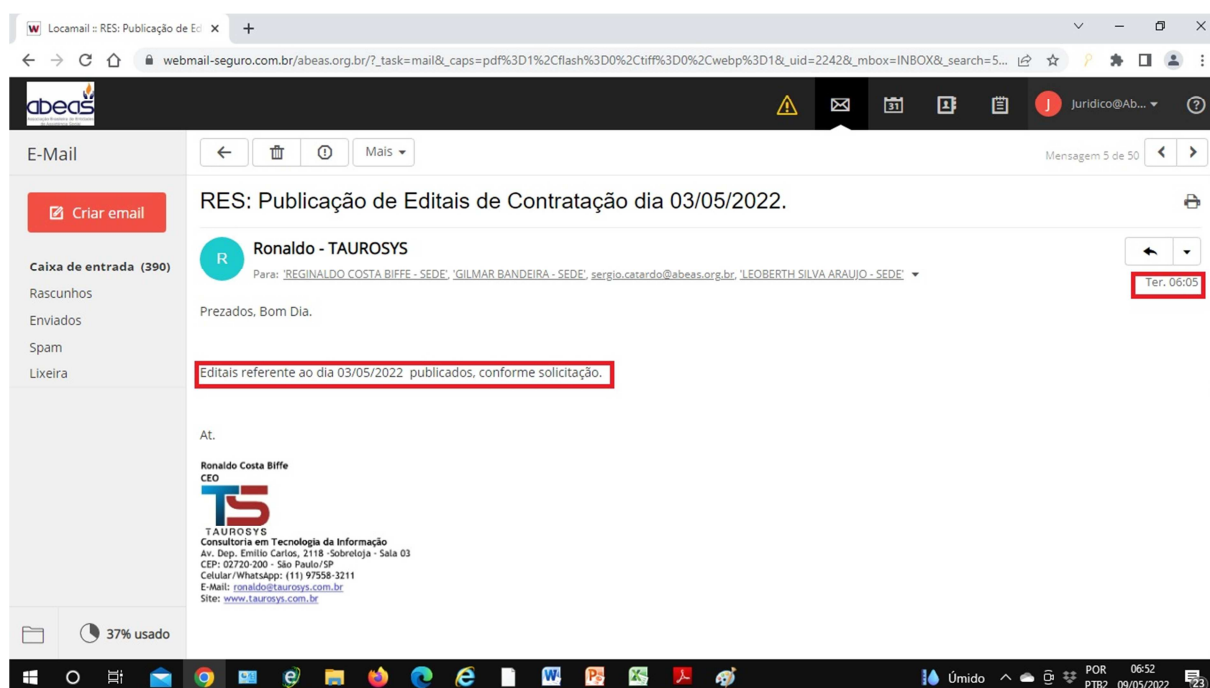 Locamail :: RES: Publicação de Ed
webmail-seguro.com.br/abeas.org.br/?_task=mail&_caps=pdf%3D1%2Cflash%3D0%2Ctiff%3D0%2Cwebp%3D1&_uid=2242&_mbox=INBOX&_search=5...
abeas
31
J
Juridico@Ab...
E-Mail
Mais
Mensagem 5 de 50
Criar email
RES: Publicação de Editais de Contratação dia 03/05/2022.
R
Ronaldo - TAUROSYS
Para: 'REGINALDO COSTA BIFFE - SEDE', 'GILMAR BANDEIRA - SEDE', sergio.catardo@abeas.org.br, 'LEOBERTH SILVA ARAUJO - SEDE'
Ter. 06:05
Caixa de entrada (390)
Rascunhos
Enviados
Spam
Lixeira
Prezados, Bom Dia.
Editais referente ao dia 03/05/2022 publicados, conforme solicitação.
At.
Ronaldo Costa Biffe
CEO
TS
TAUROSYS
Consultoria em Tecnologia da Informação
Av. Dep. Emilio Carlos, 2118 -Sobreloja - Sala 03
CEP: 02720-200 - São Paulo/SP
Celular/WhatsApp: (11) 97558-3211
E-Mail: ronaldo@taurosys.com.br
Site: www.taurosys.com.br
37% usado
Úmido
POR
PTB2
06:52
09/05/2022
23